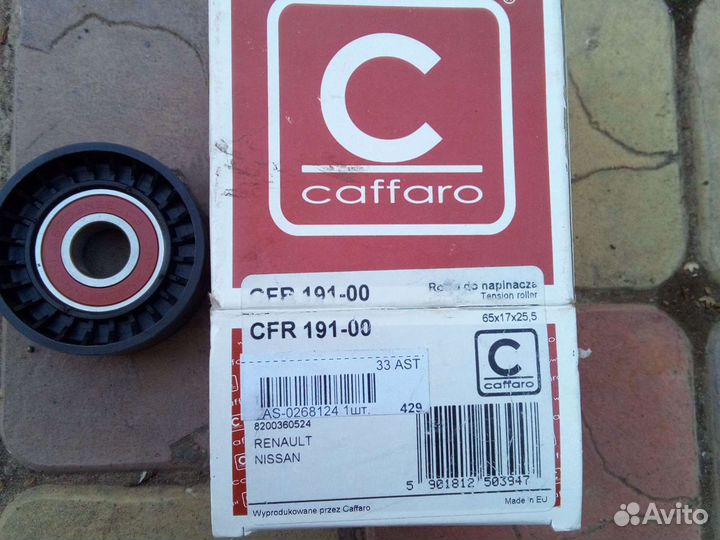 ®
C
caffaro
CFR 191-00
do napinacza
Tension roller
CFR 191-00
65x17x25,5
C
caffaro
33 AST
AS-0268124 1шт.
429
8200360524
RENAULT
NISSAN
5 901812 503947
Wyprodukowane przez Caffaro
Made in EU
Avito